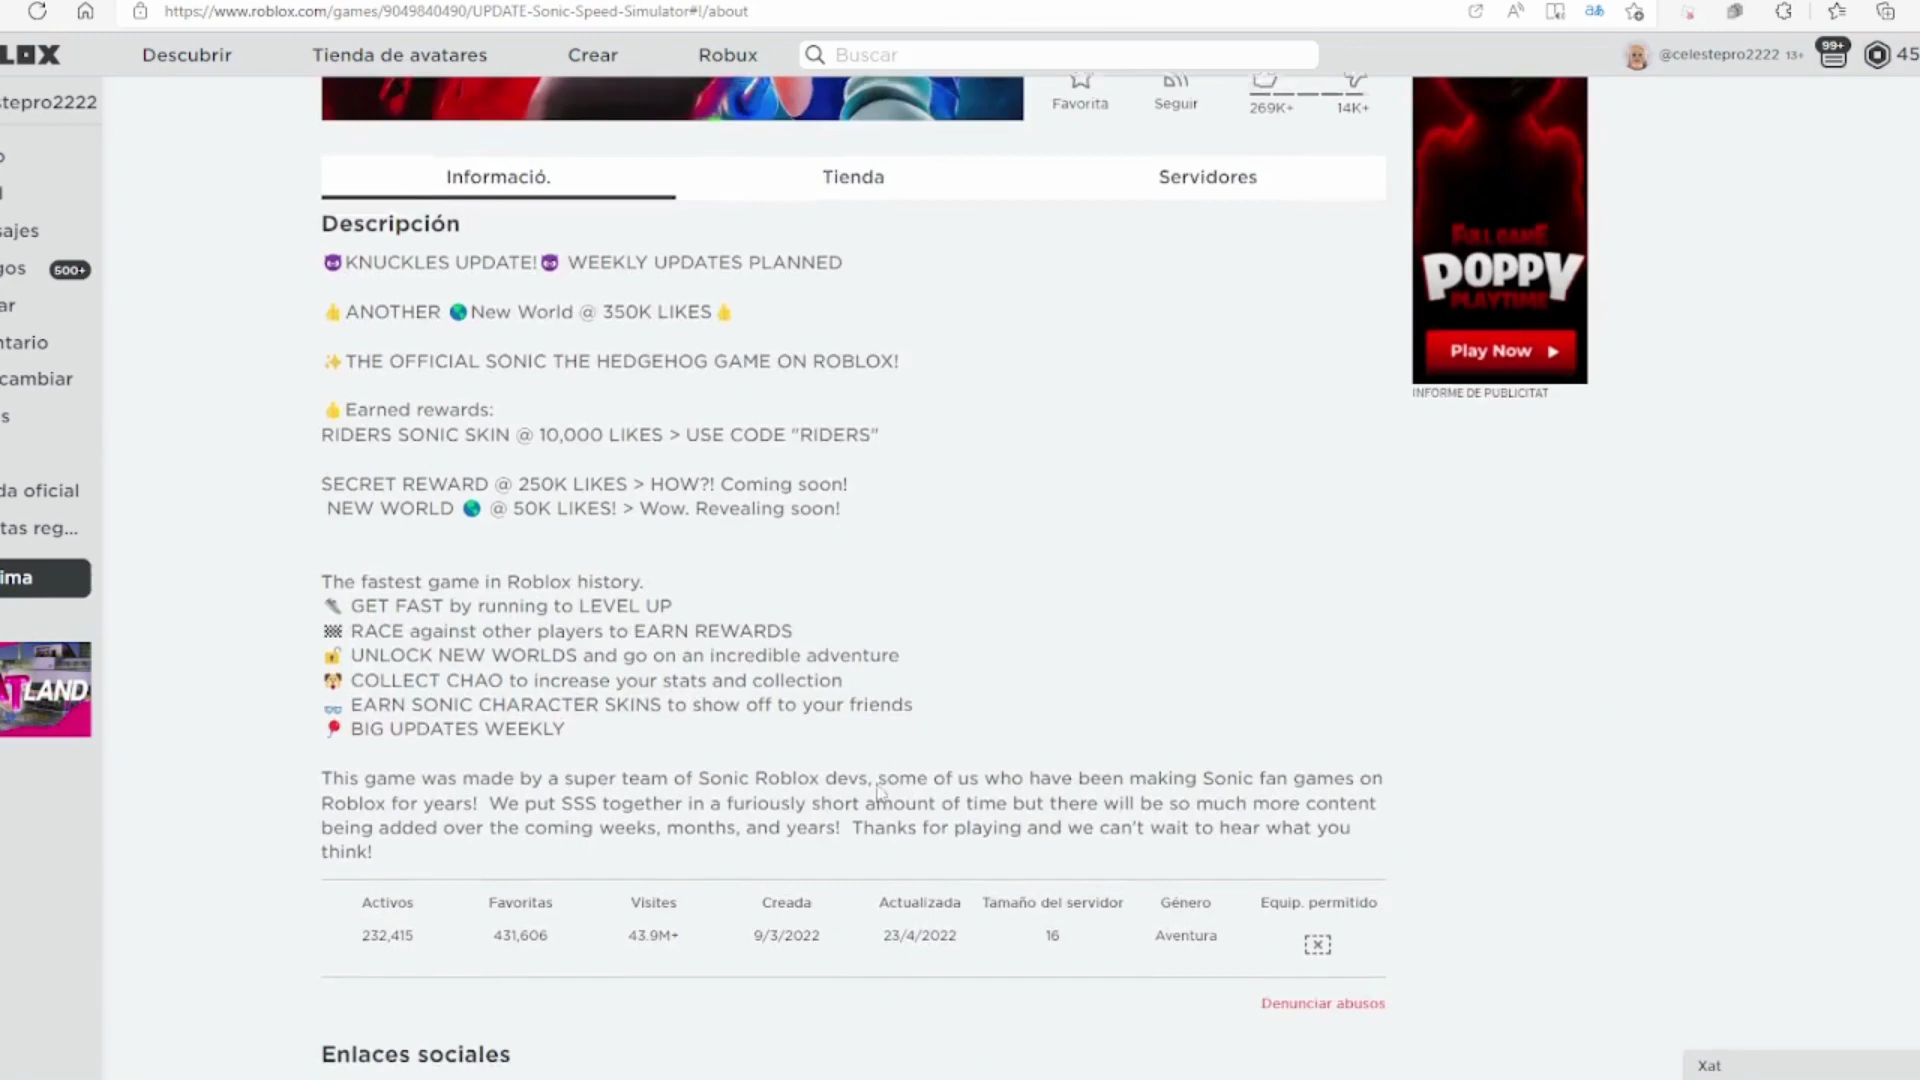 https://www.roblox.com/games/9049840490/UPDATE-Sonic-Speed-Simulator#!/about
LOX Descubrir Tienda de avatares Crear Robux Buscar @celestepro2222 13+ 99+ 45
stepro2222
Favorita Seguir 269K+ 14K+
o
Informació. Tienda Servidores
sajes
gos 500+
ar
ntario
cambiar
s
da oficial
tas reg...
ima
LAND
Descripción
😈KNUCKLES UPDATE!😈 WEEKLY UPDATES PLANNED
👍ANOTHER 🌎New World @ 350K LIKES👍
✨THE OFFICIAL SONIC THE HEDGEHOG GAME ON ROBLOX!
👍Earned rewards:
RIDERS SONIC SKIN @ 10,000 LIKES > USE CODE "RIDERS"
SECRET REWARD @ 250K LIKES > HOW?! Coming soon!
NEW WORLD 🌎 @ 50K LIKES! > Wow. Revealing soon!
The fastest game in Roblox history.
GET FAST by running to LEVEL UP
🏁 RACE against other players to EARN REWARDS
🔓 UNLOCK NEW WORLDS and go on an incredible adventure
🐶 COLLECT CHAO to increase your stats and collection
👓 EARN SONIC CHARACTER SKINS to show off to your friends
🎈 BIG UPDATES WEEKLY
This game was made by a super team of Sonic Roblox devs, some of us who have been making Sonic fan games on
Roblox for years! We put SSS together in a furiously short amount of time but there will be so much more content
being added over the coming weeks, months, and years! Thanks for playing and we can't wait to hear what you
think!
Activos Favoritas Visites Creada Actualizada Tamaño del servidor Género Equip. permitido
232,415 431,606 43.9M+ 9/3/2022 23/4/2022 16 Aventura
Denunciar abusos
Enlaces sociales
FULL GAME
POPPY
PLAYTIME
Play Now
INFORME DE PUBLICITAT
Xat